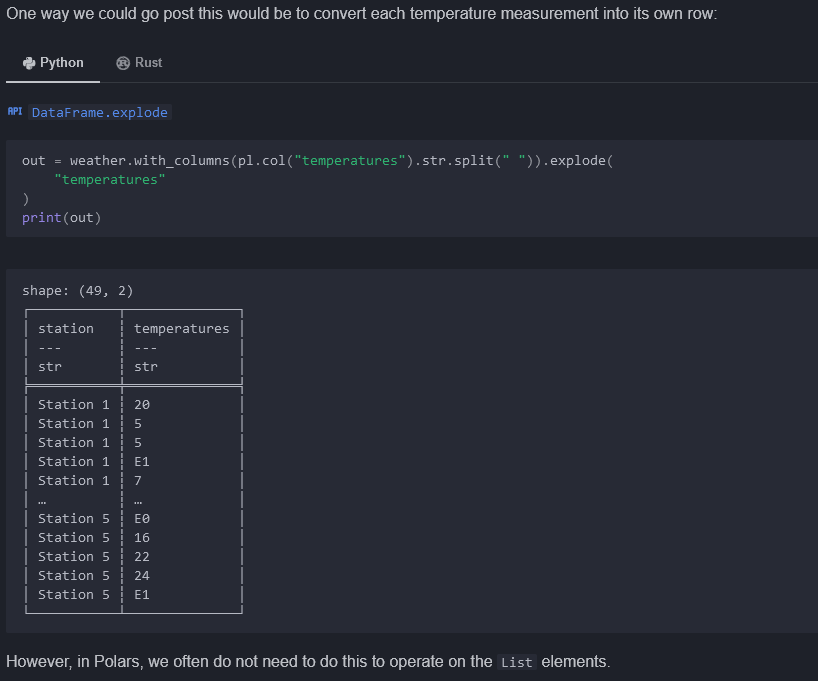 One way we could go post this would be to convert each temperature measurement into its own row:
Python Rust
API DataFrame.explode
out = weather.with_columns(pl.col("temperatures").str.split(" ")).explode(
    "temperatures"
)
print(out)
shape: (49, 2)
┌───────────┬──────────────┐
│ station   ┆ temperatures │
│ ---       ┆ ---          │
│ str       ┆ str          │
╞═══════════╪══════════════╡
│ Station 1 ┆ 20           │
│ Station 1 ┆ 5            │
│ Station 1 ┆ 5            │
│ Station 1 ┆ E1           │
│ Station 1 ┆ 7            │
│ …         ┆ …            │
│ Station 5 ┆ E0           │
│ Station 5 ┆ 16           │
│ Station 5 ┆ 22           │
│ Station 5 ┆ 24           │
│ Station 5 ┆ E1           │
└───────────┴──────────────┘
However, in Polars, we often do not need to do this to operate on the List elements.